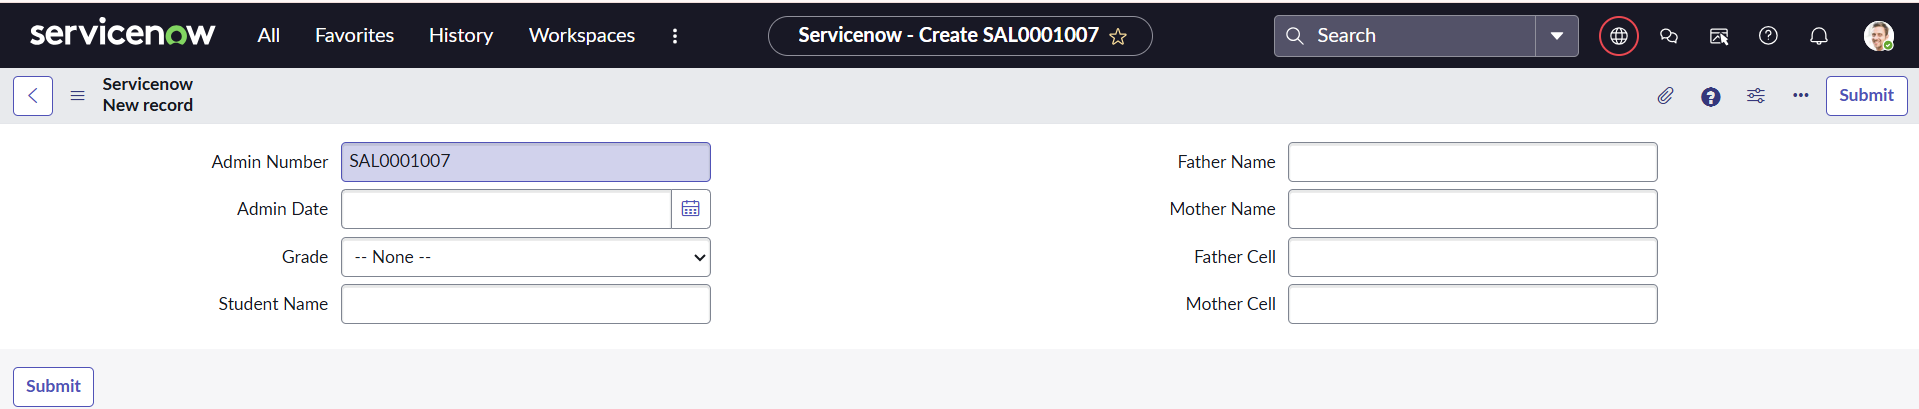 servicenow All Favorites History Workspaces Servicenow - Create SAL0001007 Search
Servicenow
New record
Submit
Admin Number SAL0001007
Admin Date
Grade -- None --
Student Name
Father Name
Mother Name
Father Cell
Mother Cell
Submit